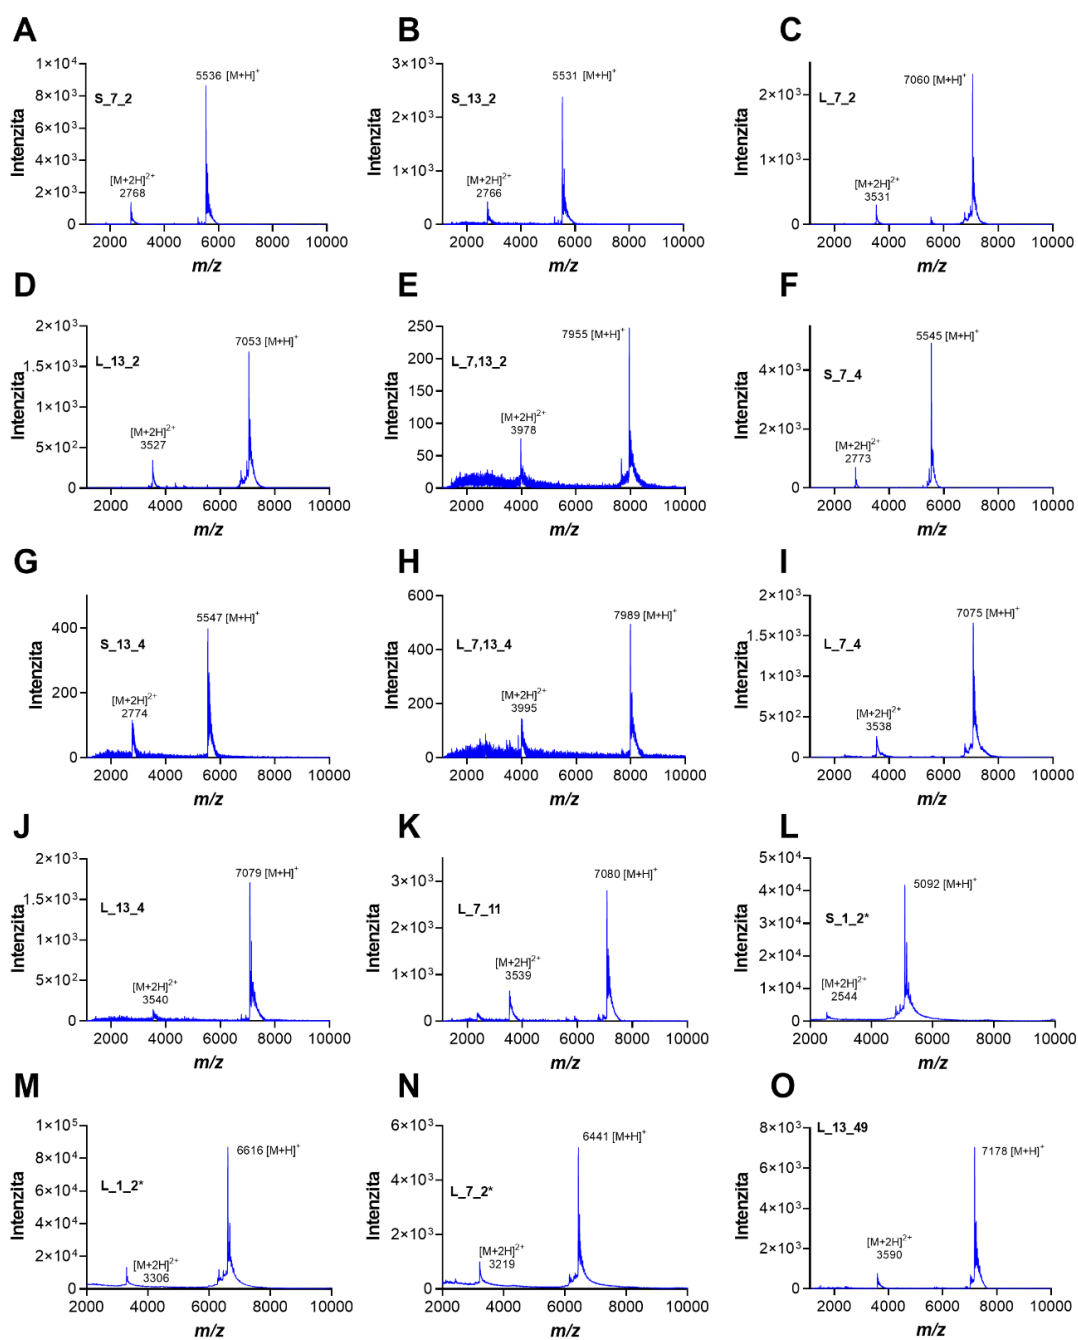 A
1×10⁴
8×10³
6×10³
4×10³
2×10³
0
Intenzita
S_7_2
5536 [M+H]⁺
[M+2H]²⁺
2768
2000 4000 6000 8000 10000
m/z
B
3×10³
2×10³
1×10³
0
Intenzita
S_13_2
5531 [M+H]⁺
[M+2H]²⁺
2766
2000 4000 6000 8000 10000
m/z
C
2×10³
1×10³
0
Intenzita
L_7_2
7060 [M+H]⁺
[M+2H]²⁺
3531
2000 4000 6000 8000 10000
m/z
D
2×10³
1.5×10³
1×10³
5×10²
0
Intenzita
L_13_2
7053 [M+H]⁺
[M+2H]²⁺
3527
2000 4000 6000 8000 10000
m/z
E
250
200
150
100
50
0
Intenzita
L_7,13_2
7955 [M+H]⁺
[M+2H]²⁺
3978
2000 4000 6000 8000 10000
m/z
F
4×10³
2×10³
0
Intenzita
S_7_4
5545 [M+H]⁺
[M+2H]²⁺
2773
2000 4000 6000 8000 10000
m/z
G
400
200
0
Intenzita
S_13_4
5547 [M+H]⁺
[M+2H]²⁺
2774
2000 4000 6000 8000 10000
m/z
H
600
400
200
0
Intenzita
L_7,13_4
7989 [M+H]⁺
[M+2H]²⁺
3995
2000 4000 6000 8000 10000
m/z
I
2×10³
1.5×10³
1×10³
5×10²
0
Intenzita
L_7_4
7075 [M+H]⁺
[M+2H]²⁺
3538
2000 4000 6000 8000 10000
m/z
J
2×10³
1.5×10³
1×10³
5×10²
0
Intenzita
L_13_4
7079 [M+H]⁺
[M+2H]²⁺
3540
2000 4000 6000 8000 10000
m/z
K
3×10³
2×10³
1×10³
0
Intenzita
L_7_11
7080 [M+H]⁺
[M+2H]²⁺
3539
2000 4000 6000 8000 10000
m/z
L
5×10⁴
4×10⁴
3×10⁴
2×10⁴
1×10⁴
0
Intenzita
S_1_2*
5092 [M+H]⁺
[M+2H]²⁺
2544
2000 4000 6000 8000 10000
m/z
M
1×10⁵
8×10⁴
6×10⁴
4×10⁴
2×10⁴
0
Intenzita
L_1_2*
6616 [M+H]⁺
[M+2H]²⁺
3306
2000 4000 6000 8000 10000
m/z
N
6×10³
4×10³
2×10³
0
Intenzita
L_7_2*
6441 [M+H]⁺
[M+2H]²⁺
3219
2000 4000 6000 8000 10000
m/z
O
L_13_49
8×10³
6×10³
4×10³
2×10³
0
Intenzita
7178 [M+H]⁺
[M+2H]²⁺
3590
2000 4000 6000 8000 10000
m/z